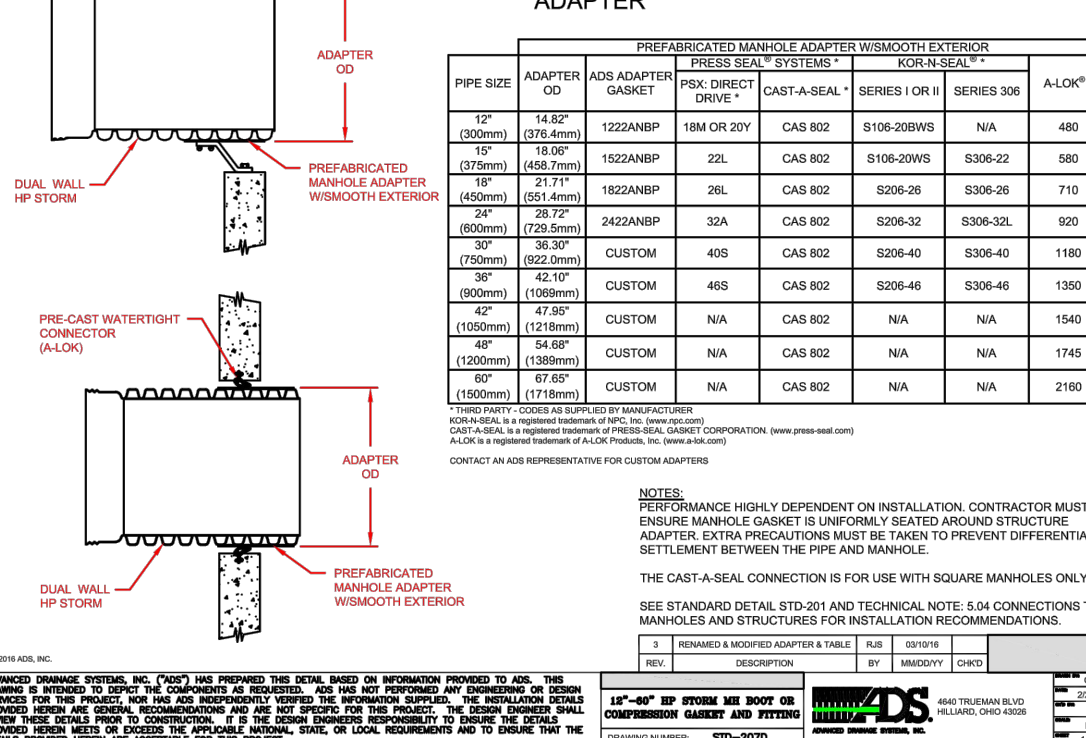 ADAPTER
ADAPTER
OD
DUAL WALL
HP STORM
PREFABRICATED
MANHOLE ADAPTER
W/SMOOTH EXTERIOR
PREFABRICATED MANHOLE ADAPTER W/SMOOTH EXTERIOR
PRESS SEAL® SYSTEMS * KOR-N-SEAL® *
PIPE SIZE ADAPTER OD ADS ADAPTER GASKET PSX: DIRECT DRIVE * CAST-A-SEAL * SERIES I OR II SERIES 306 A-LOK®
12" (300mm) 14.82" (376.4mm) 1222ANBP 18M OR 20Y CAS 802 S106-20BWS N/A 480
15" (375mm) 18.06" (458.7mm) 1522ANBP 22L CAS 802 S106-20WS S306-22 580
18" (450mm) 21.71" (551.4mm) 1822ANBP 26L CAS 802 S206-26 S306-26 710
24" (600mm) 28.72" (729.5mm) 2422ANBP 32A CAS 802 S206-32 S306-32L 920
30" (750mm) 36.30" (922.0mm) CUSTOM 40S CAS 802 S206-40 S306-40 1180
36" (900mm) 42.10" (1069mm) CUSTOM 46S CAS 802 S206-46 S306-46 1350
42" (1050mm) 47.95" (1218mm) CUSTOM N/A CAS 802 N/A N/A 1540
48" (1200mm) 54.68" (1389mm) CUSTOM N/A CAS 802 N/A N/A 1745
60" (1500mm) 67.65" (1718mm) CUSTOM N/A CAS 802 N/A N/A 2160
* THIRD PARTY - CODES AS SUPPLIED BY MANUFACTURER
KOR-N-SEAL is a registered trademark of NPC, Inc. (www.npc.com)
CAST-A-SEAL is a registered trademark of PRESS-SEAL GASKET CORPORATION. (www.press-seal.com)
A-LOK is a registered trademark of A-LOK Products, Inc. (www.a-lok.com)
CONTACT AN ADS REPRESENTATIVE FOR CUSTOM ADAPTERS
PRE-CAST WATERTIGHT
CONNECTOR
(A-LOK)
ADAPTER
OD
DUAL WALL
HP STORM
PREFABRICATED
MANHOLE ADAPTER
W/SMOOTH EXTERIOR
NOTES:
PERFORMANCE HIGHLY DEPENDENT ON INSTALLATION. CONTRACTOR MUST
ENSURE MANHOLE GASKET IS UNIFORMLY SEATED AROUND STRUCTURE
ADAPTER. EXTRA PRECAUTIONS MUST BE TAKEN TO PREVENT DIFFERENTIA
SETTLEMENT BETWEEN THE PIPE AND MANHOLE.
THE CAST-A-SEAL CONNECTION IS FOR USE WITH SQUARE MANHOLES ONLY
SEE STANDARD DETAIL STD-201 AND TECHNICAL NOTE: 5.04 CONNECTIONS T
MANHOLES AND STRUCTURES FOR INSTALLATION RECOMMENDATIONS.
3 RENAMED & MODIFIED ADAPTER & TABLE RJS 03/10/16
REV. DESCRIPTION BY MM/DD/YY CHK'D
2016 ADS, INC.
VANCED DRAINAGE SYSTEMS, INC. ("ADS") HAS PREPARED THIS DETAIL BASED ON INFORMATION PROVIDED TO ADS. THIS
AWING IS INTENDED TO DEPICT THE COMPONENTS AS REQUESTED. ADS HAS NOT PERFORMED ANY ENGINEERING OR DESIGN
RVICES FOR THIS PROJECT, NOR HAS ADS INDEPENDENTLY VERIFIED THE INFORMATION SUPPLIED. THE INSTALLATION DETAILS
OVIDED HEREIN ARE GENERAL RECOMMENDATIONS AND ARE NOT SPECIFIC FOR THIS PROJECT. THE DESIGN ENGINEER SHALL
VIEW THESE DETAILS PRIOR TO CONSTRUCTION. IT IS THE DESIGN ENGINEERS RESPONSIBILITY TO ENSURE THE DETAILS
OVIDED HEREIN MEETS OR EXCEEDS THE APPLICABLE NATIONAL, STATE, OR LOCAL REQUIREMENTS AND TO ENSURE THAT THE
12"-60" HP STORM MH BOOT OR
COMPRESSION GASKET AND FITTING
DRAWING NUMBER: STD-207D
ADS.
ADVANCED DRAINAGE SYSTEMS, INC.
4640 TRUEMAN BLVD
HILLIARD, OHIO 43026